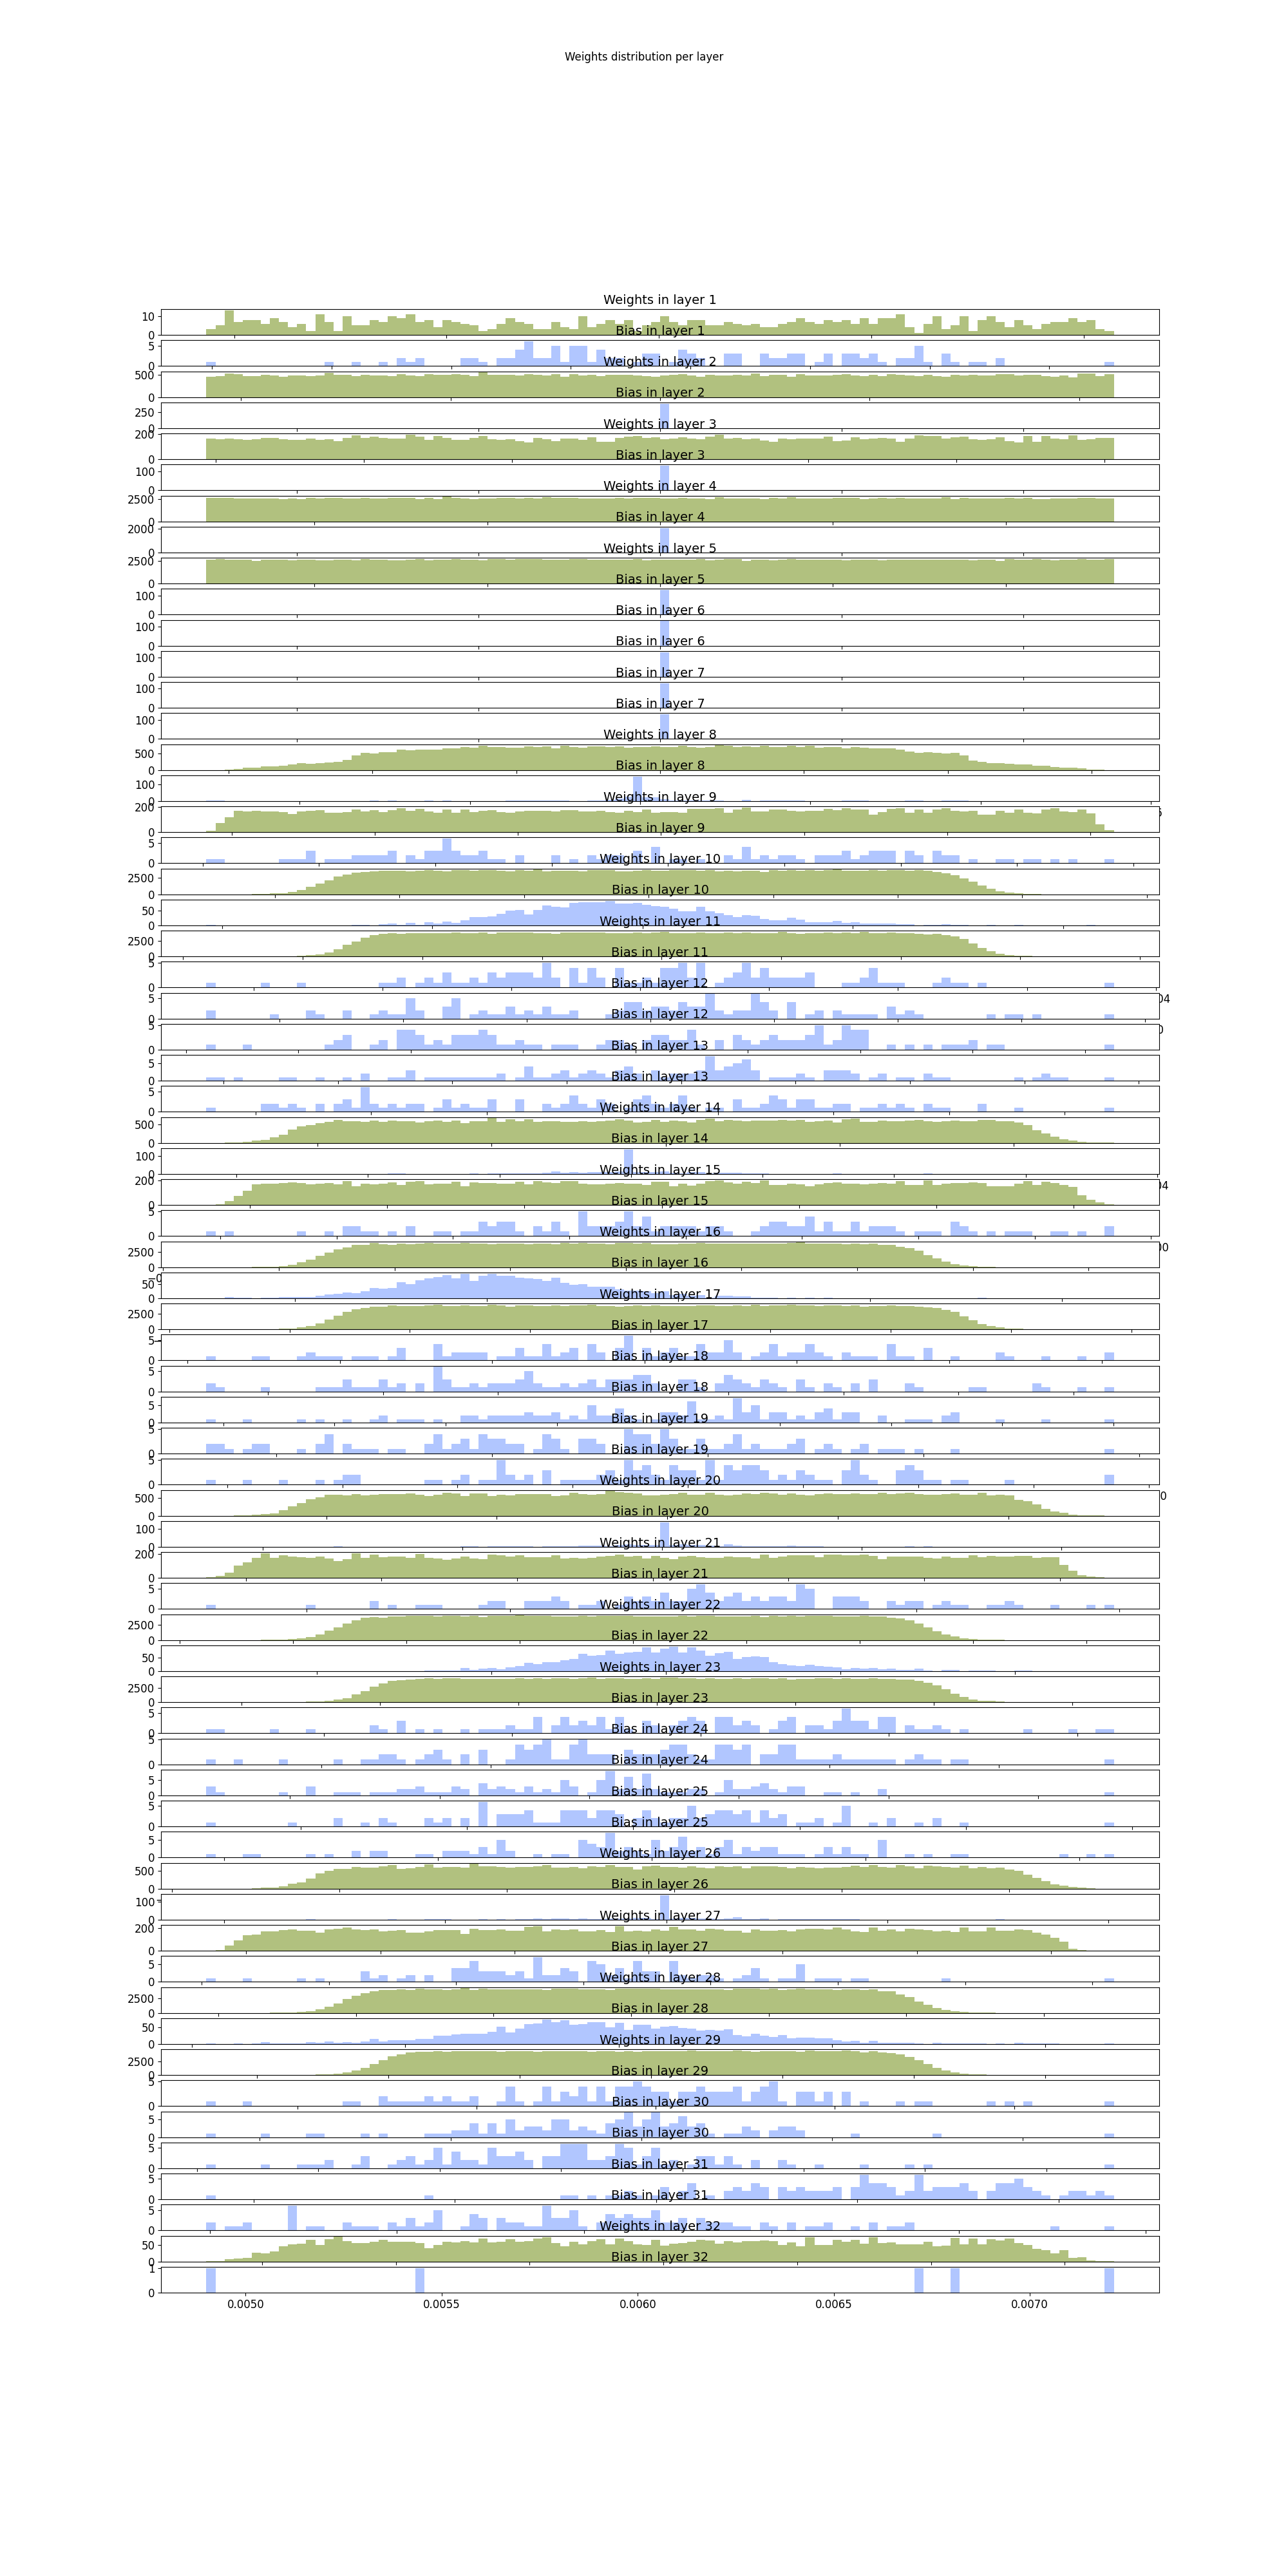 Weights distribution per layer
Weights in layer 1
10
0
Bias in layer 1
5
0
Weights in layer 2
500
0
Bias in layer 2
250
0
Weights in layer 3
200
0
Bias in layer 3
100
0
Weights in layer 4
2500
0
Bias in layer 4
2000
0
Weights in layer 5
2500
0
Bias in layer 5
100
0
Bias in layer 6
100
0
Bias in layer 6
100
0
Bias in layer 7
100
0
Bias in layer 7
100
0
Weights in layer 8
500
0
Bias in layer 8
100
0
Weights in layer 9
200
0
Bias in layer 9
5
0
Weights in layer 10
2500
0
Bias in layer 10
50
0
Weights in layer 11
2500
0
Bias in layer 11
5
0
Bias in layer 12
04
5
0
Bias in layer 12
5
0
Bias in layer 13
5
0
Bias in layer 13
5
0
Weights in layer 14
500
0
Bias in layer 14
100
0
Weights in layer 15
200
0
Bias in layer 15
5
0
Weights in layer 16
2500
0
Bias in layer 16
50
0
Weights in layer 17
2500
0
Bias in layer 17
5
0
Bias in layer 18
5
0
Bias in layer 18
5
0
Bias in layer 19
5
0
Bias in layer 19
5
0
Weights in layer 20
500
0
Bias in layer 20
100
0
Weights in layer 21
200
0
Bias in layer 21
5
0
Weights in layer 22
2500
0
Bias in layer 22
50
0
Weights in layer 23
2500
0
Bias in layer 23
5
0
Bias in layer 24
5
0
Bias in layer 24
5
0
Bias in layer 25
5
0
Bias in layer 25
5
0
Weights in layer 26
500
0
Bias in layer 26
100
0
Weights in layer 27
200
0
Bias in layer 27
5
0
Weights in layer 28
2500
0
Bias in layer 28
50
0
Weights in layer 29
2500
0
Bias in layer 29
5
0
Bias in layer 30
5
0
Bias in layer 30
5
0
Bias in layer 31
5
0
Bias in layer 31
5
0
Weights in layer 32
50
0
Bias in layer 32
1
0
0.0050 0.0055 0.0060 0.0065 0.0070